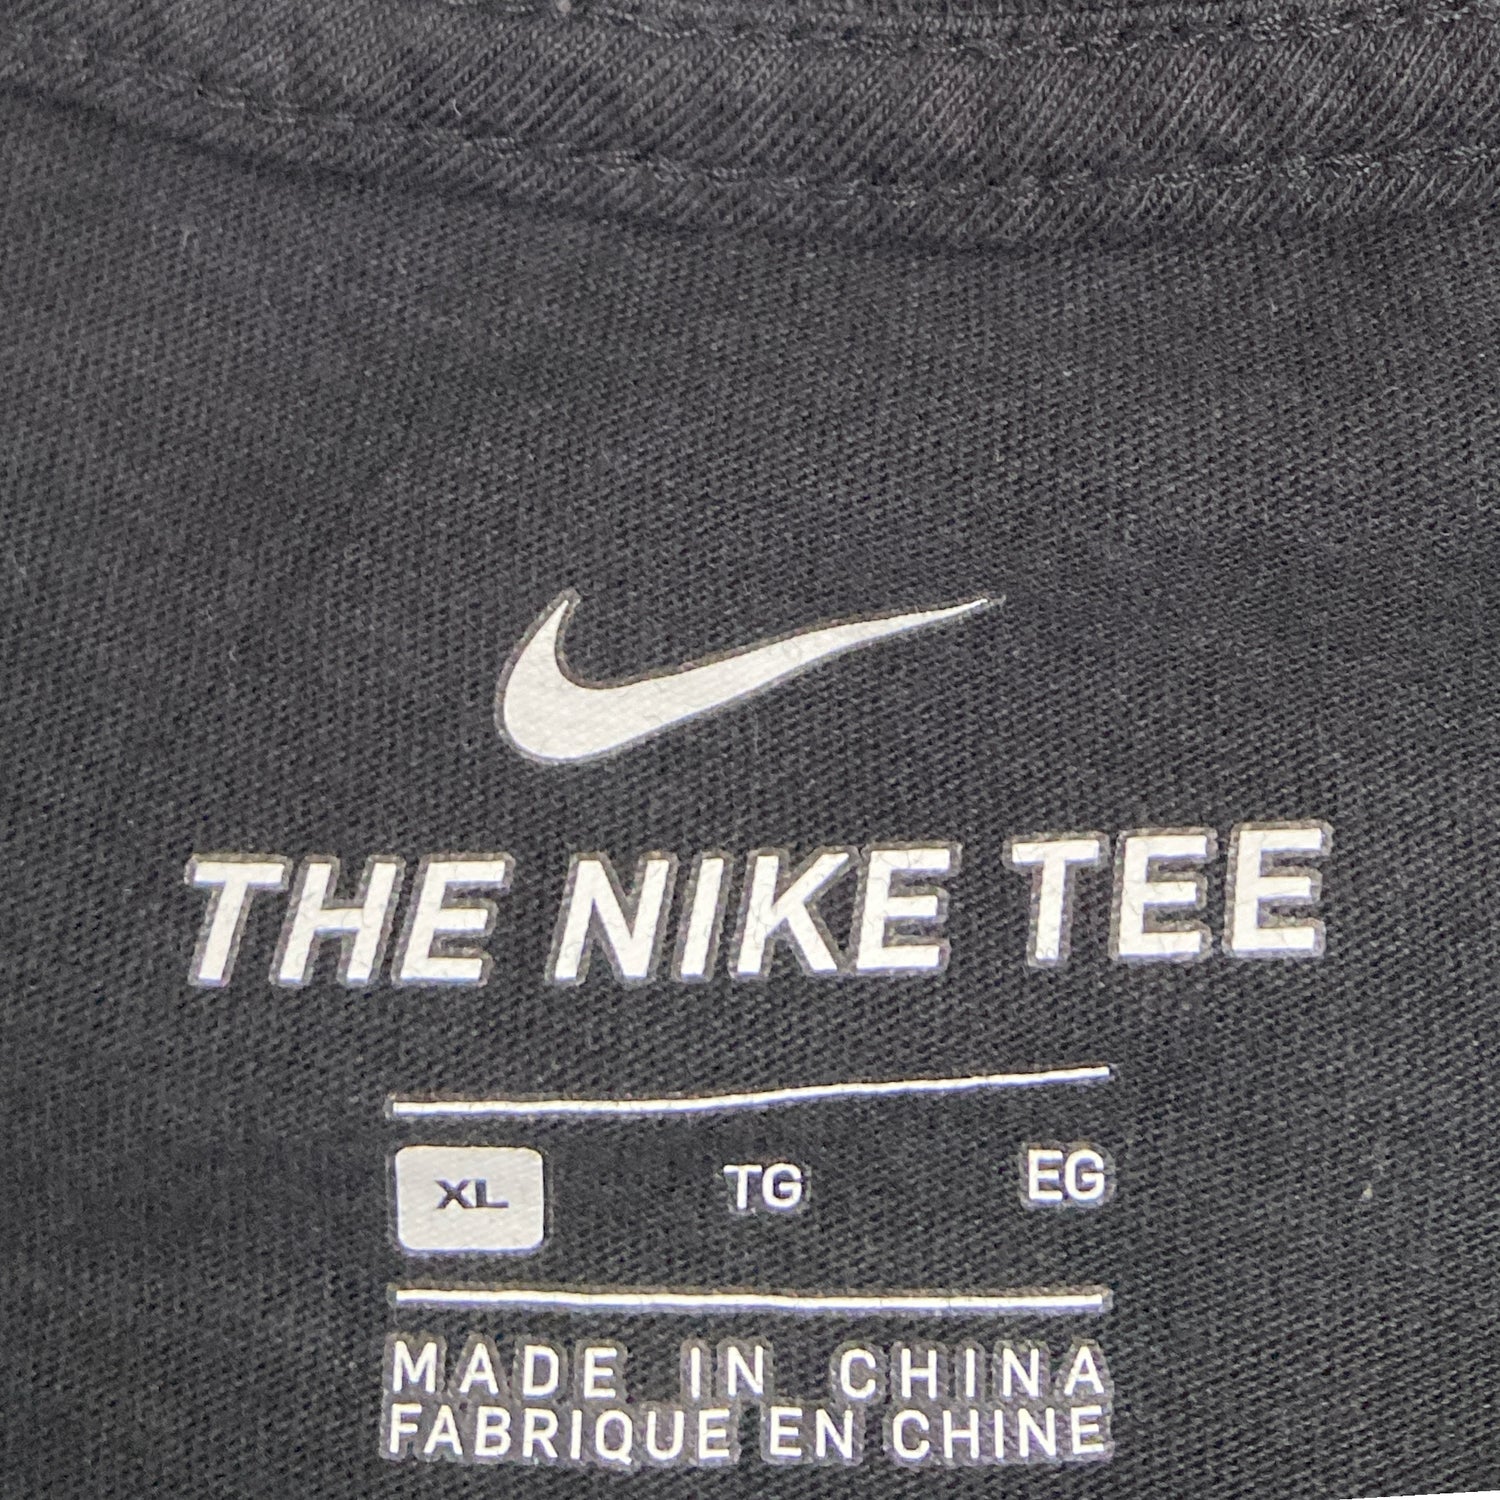 THE NIKE TEE
XL TG EG
MADE IN CHINA
FABRIQUE EN CHINE